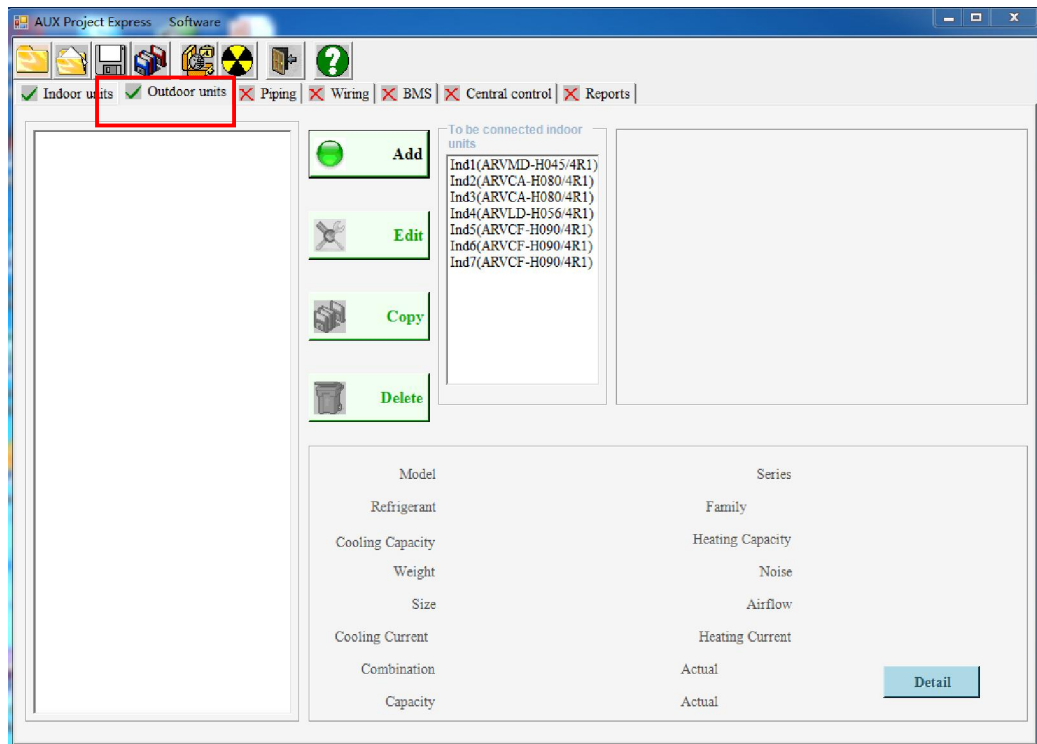 AUX Project Express Software
Indoor units Outdoor units Piping Wiring BMS Central control Reports
To be connected indoor
units
Add
Ind1(ARVMD-H045/4R1)
Ind2(ARVCA-H080/4R1)
Ind3(ARVCA-H080/4R1)
Ind4(ARVLD-H056/4R1)
Ind5(ARVCF-H090/4R1)
Ind6(ARVCF-H090/4R1)
Ind7(ARVCF-H090/4R1)
Edit
Copy
Delete
Model Series
Refrigerant Family
Cooling Capacity Heating Capacity
Weight Noise
Size Airflow
Cooling Current Heating Current
Combination Actual
Detail
Capacity Actual